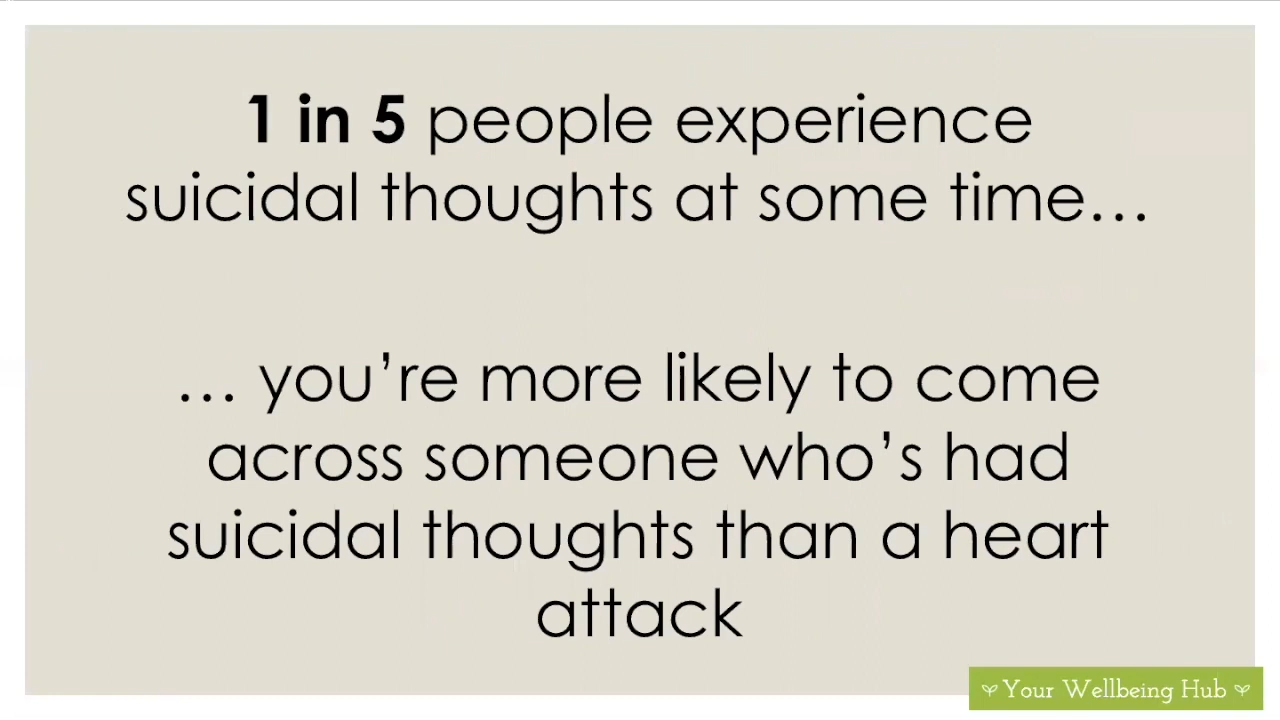 1 in 5 people experience
suicidal thoughts at some time…
… you’re more likely to come
across someone who’s had
suicidal thoughts than a heart
attack
Your Wellbeing Hub